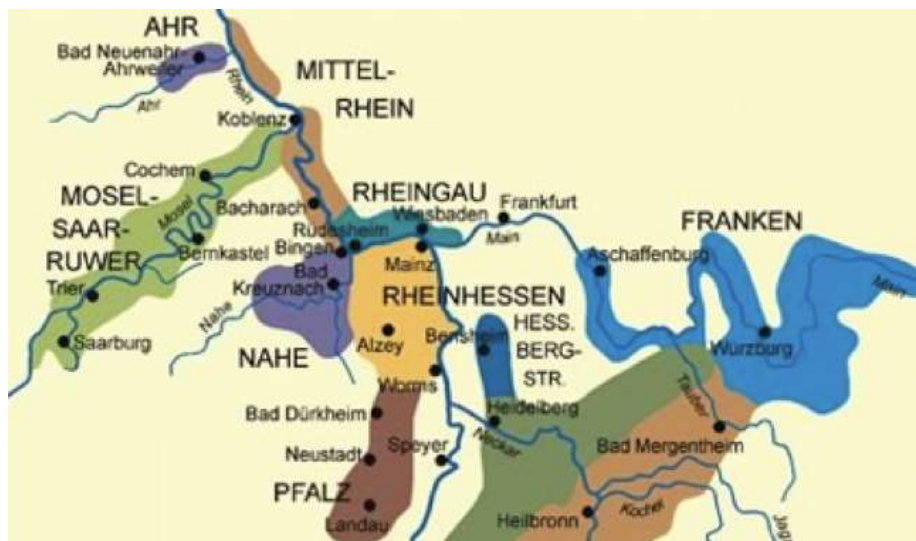 AHR
Bad Neuenahr-
Ahrweiler
Ahr
Rhein
MITTEL-
RHEIN
Koblenz
Cochem
MOSEL-
SAAR-
RUWER
Mosel
Bernkastel
Trier
Saarburg
Bacharach
RHEINGAU
Wiesbaden
Rüdesheim
Bingen
Mainz
Frankfurt
Main
FRANKEN
Aschaffenburg
Main
Würzburg
Bad
Kreuznach
Nahe
NAHE
RHEINHESSEN
Alzey
Worms
Bensheim
HESS.
BERG-
STR.
Heidelberg
Neckar
Tauber
Bad Mergentheim
Bad Dürkheim
Neustadt
Speyer
PFALZ
Landau
Heilbronn
Kocher